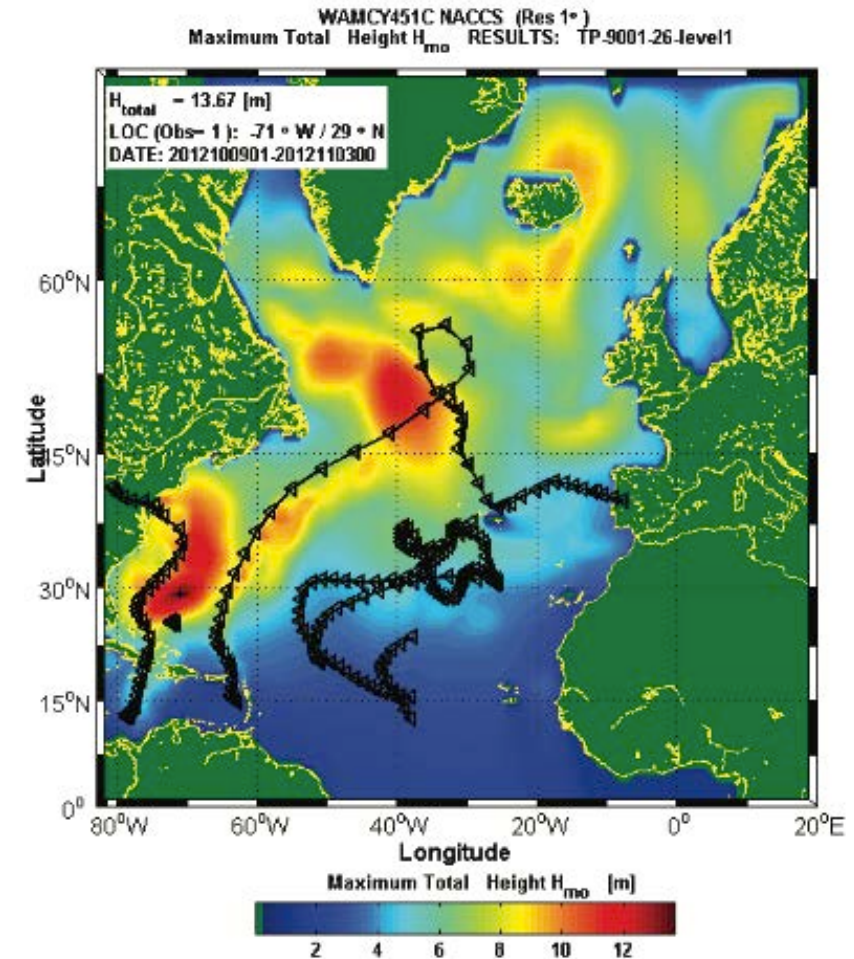 WAMCY451C NACCS (Res 1°)
Maximum Total Height Hmo RESULTS: TP-9001-26-level1
Htotal = 13.67 [m]
LOC (Obs= 1): -71 ° W / 29 ° N
DATE: 2012100901-2012110300
60°N
45°N
30°N
15°N
0°
Latitude
80°W 60°W 40°W 20°W 0° 20°E
Longitude
Maximum Total Height Hmo [m]
2 4 6 8 10 12